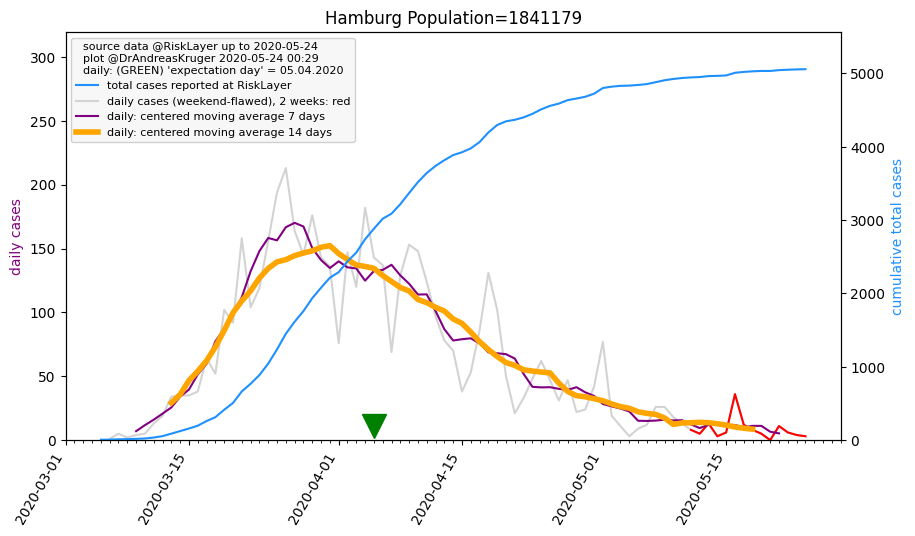 Hamburg Population=1841179
source data @RiskLayer up to 2020-05-24
plot @DrAndreasKruger 2020-05-24 00:29
daily: (GREEN) 'expectation day' = 05.04.2020
total cases reported at RiskLayer
daily cases (weekend-flawed), 2 weeks: red
daily: centered moving average 7 days
daily: centered moving average 14 days
daily cases
300
250
200
150
100
50
0
cumulative total cases
5000
4000
3000
2000
1000
0
2020-03-01
2020-03-15
2020-04-01
2020-04-15
2020-05-01
2020-05-15